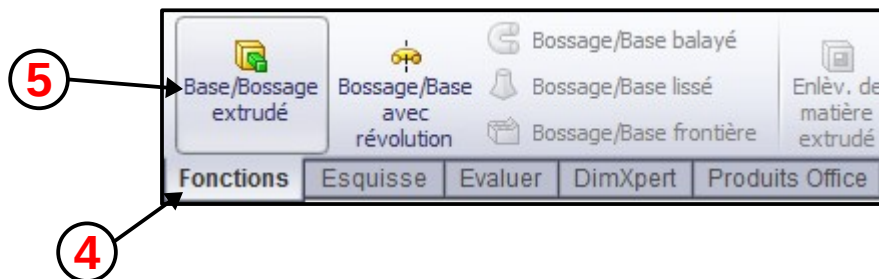 5
Base/Bossage
extrudé
Bossage/Base
avec
révolution
Bossage/Base balayé
Bossage/Base lissé
Bossage/Base frontière
Enlèv. de
matière
extrudé
Fonctions
Esquisse
Evaluer
DimXpert
Produits Office
4